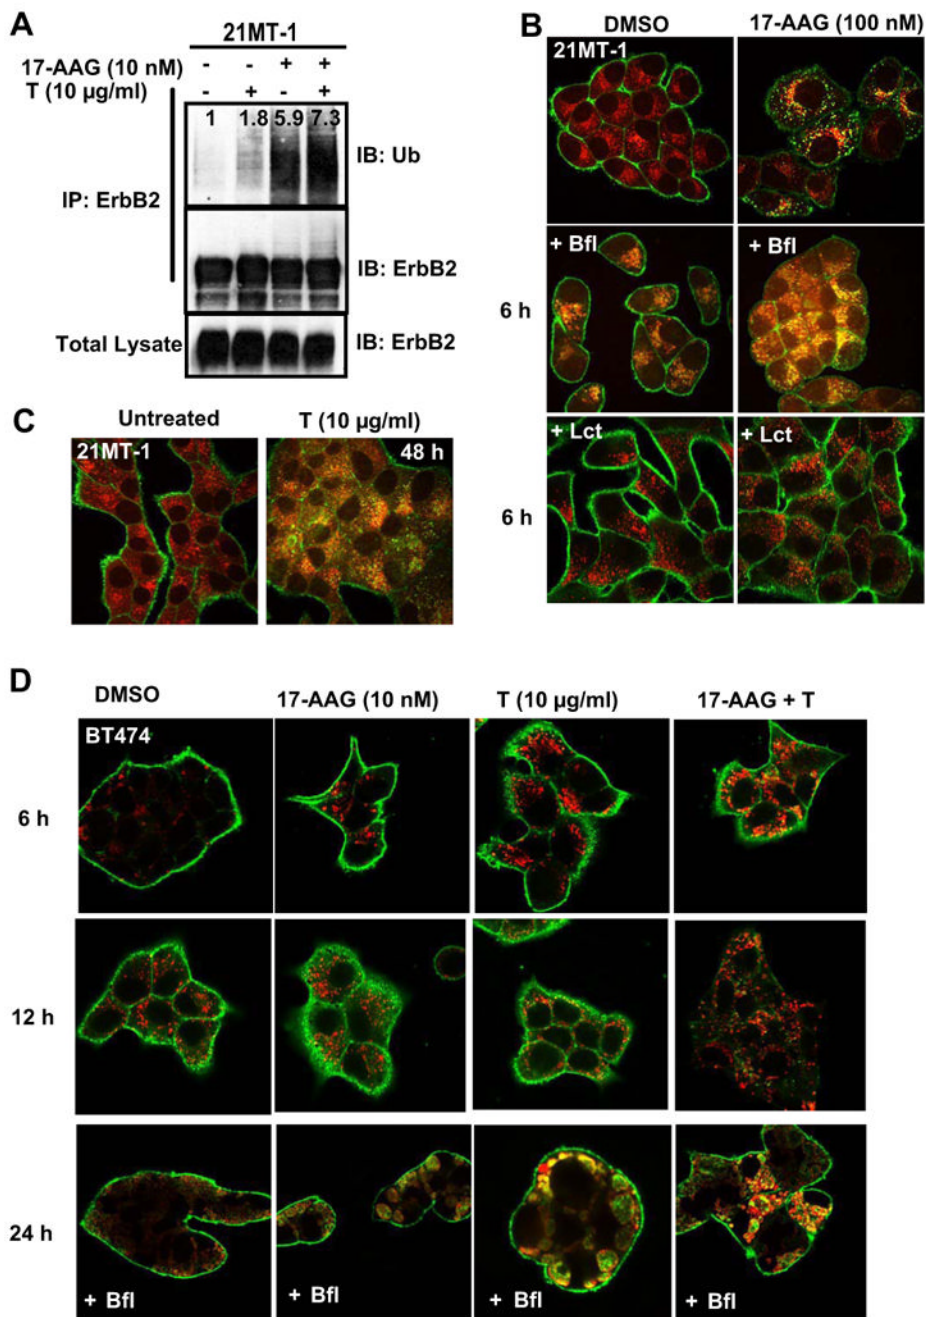 A
21MT-1
17-AAG (10 nM) - - + +
T (10 µg/ml) - + - +
1 1.8 5.9 7.3
IB: Ub
IP: ErbB2
IB: ErbB2
Total Lysate
IB: ErbB2
B
DMSO 17-AAG (100 nM)
21MT-1
+ Bfl + Bfl
6 h
+ Lct + Lct
6 h
C
Untreated T (10 µg/ml)
21MT-1 48 h
D
DMSO 17-AAG (10 nM) T (10 µg/ml) 17-AAG + T
BT474
6 h
12 h
24 h
+ Bfl + Bfl + Bfl + Bfl